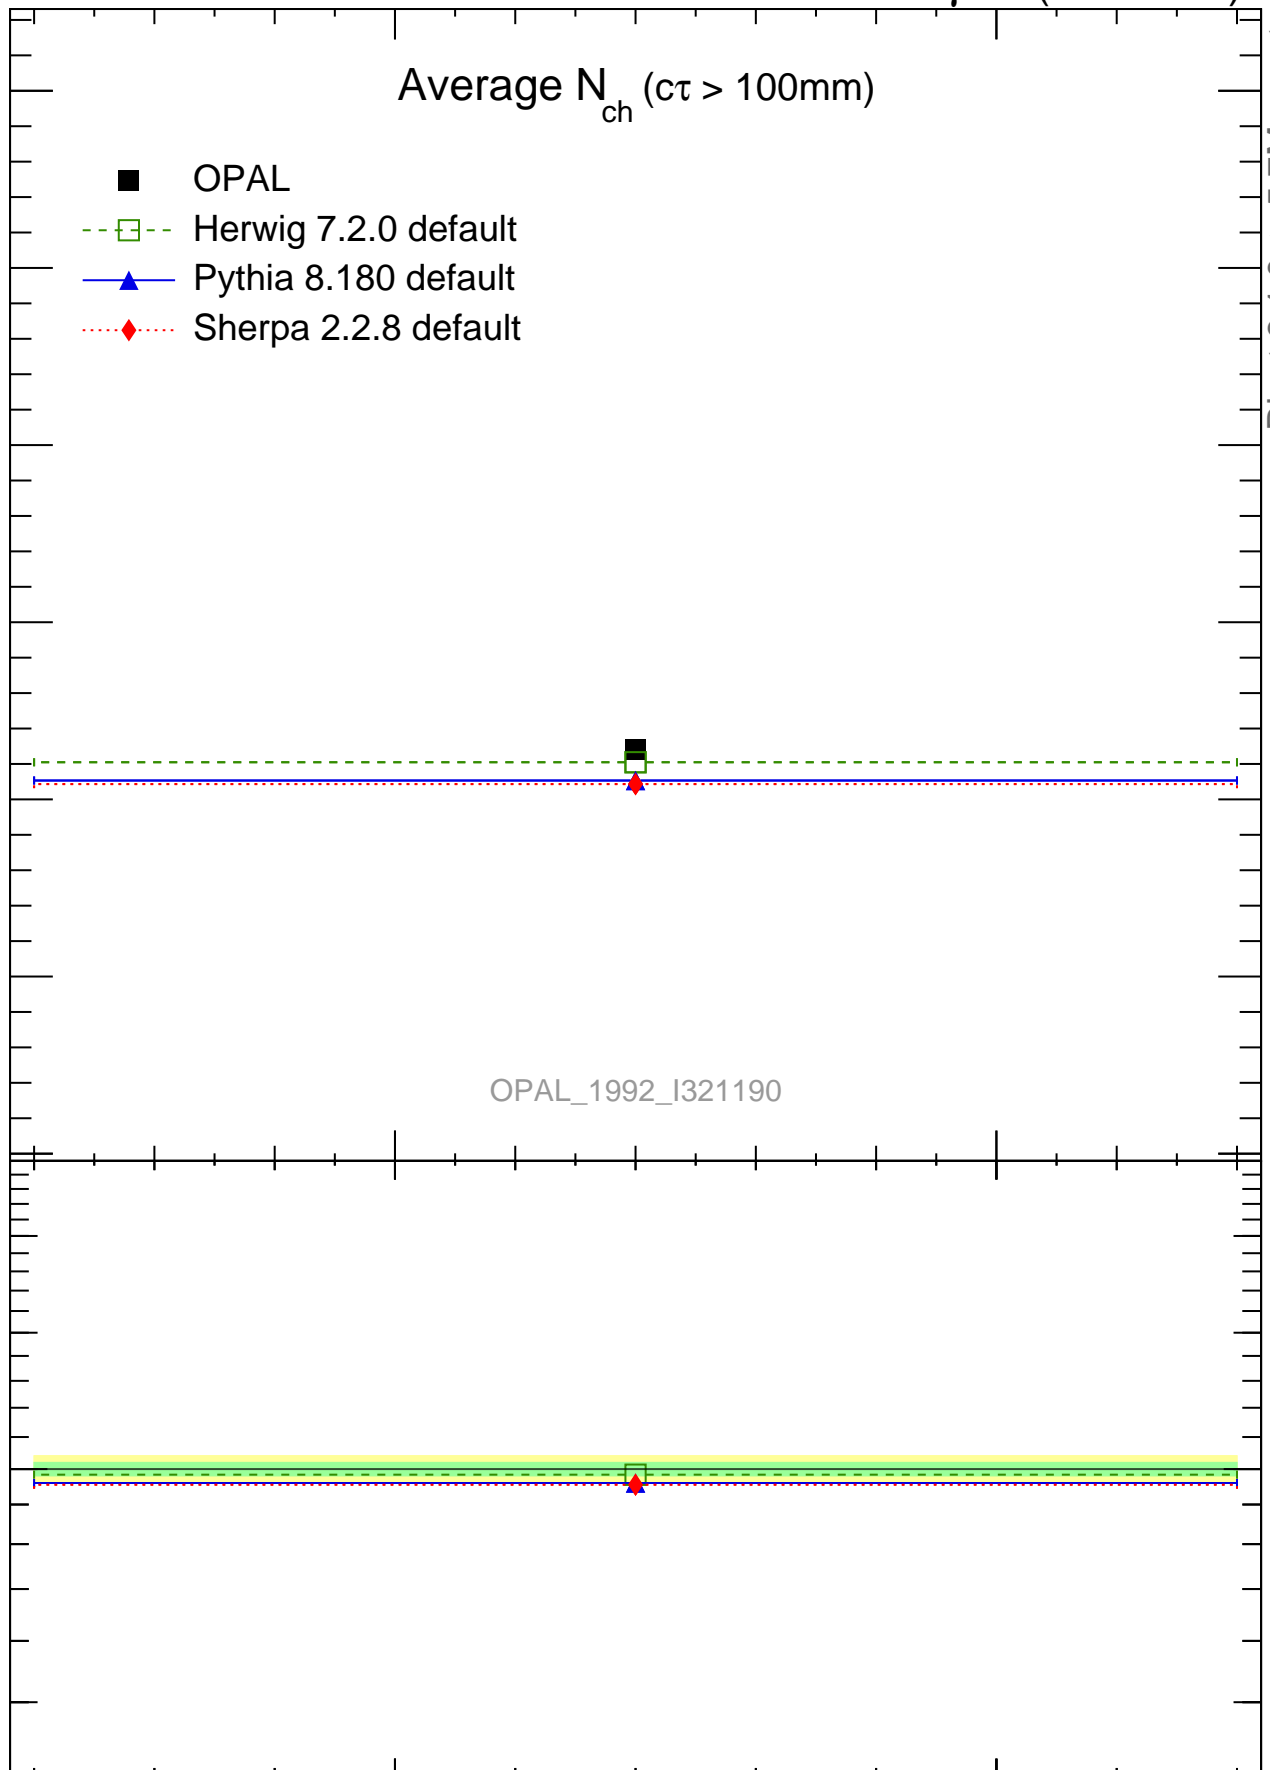 Average N_ch (cτ > 100mm)
OPAL
Herwig 7.2.0 default
Pythia 8.180 default
Sherpa 2.2.8 default
OPAL_1992_I321190